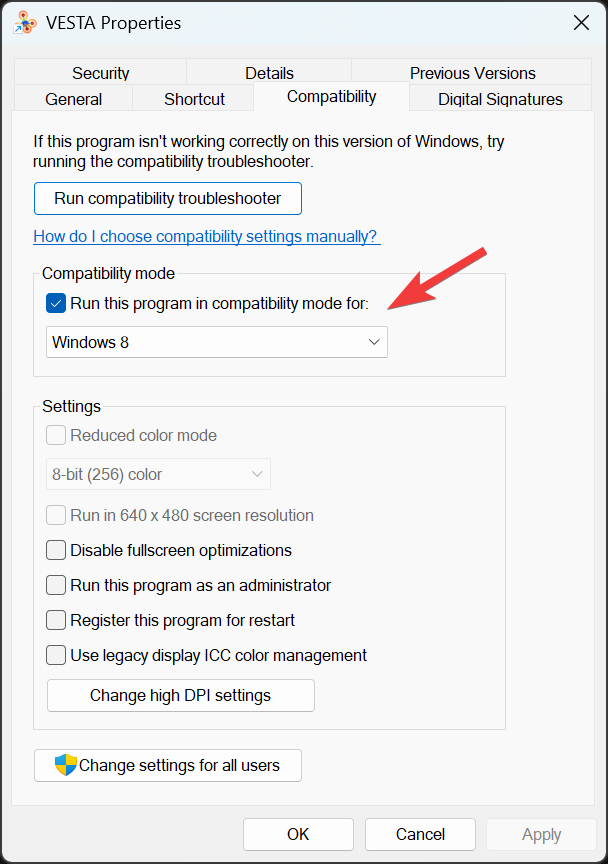 VESTA Properties
Security
Details
Previous Versions
General
Shortcut
Compatibility
Digital Signatures
If this program isn't working correctly on this version of Windows, try
running the compatibility troubleshooter.
Run compatibility troubleshooter
How do I choose compatibility settings manually?
Compatibility mode
Run this program in compatibility mode for:
Windows 8
Settings
Reduced color mode
8-bit (256) color
Run in 640 x 480 screen resolution
Disable fullscreen optimizations
Run this program as an administrator
Register this program for restart
Use legacy display ICC color management
Change high DPI settings
Change settings for all users
OK
Cancel
Apply